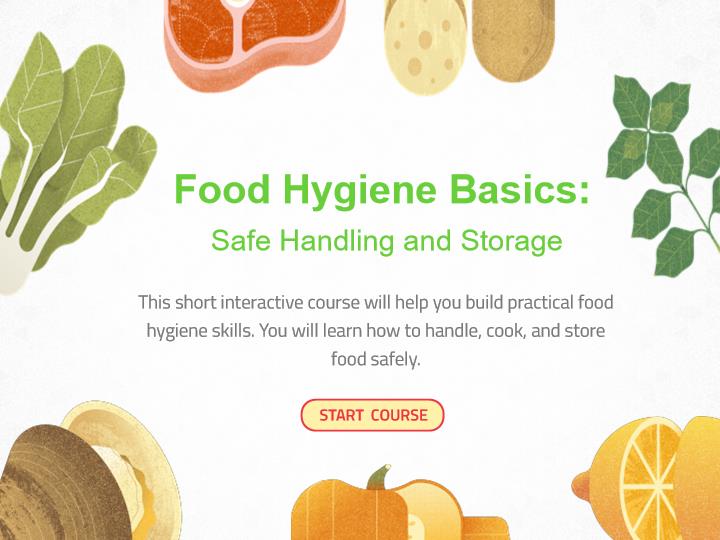 Food Hygiene Basics:
Safe Handling and Storage
This short interactive course will help you build practical food
hygiene skills. You will learn how to handle, cook, and store
food safely.
START COURSE